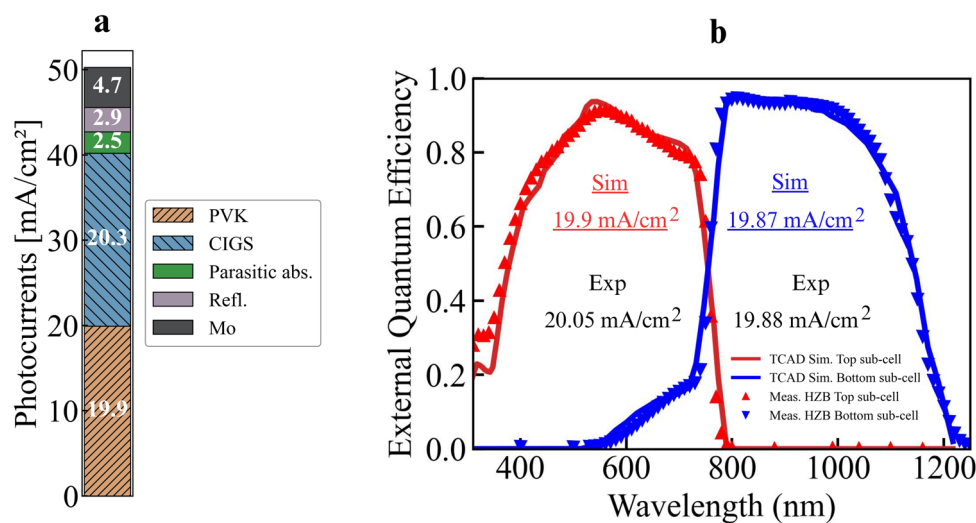 a
Photocurrents [mA/cm²]
50
40
30
20
10
0
4.7
2.9
2.5
20.3
19.9
PVK
CIGS
Parasitic abs.
Refl.
Mo
b
External Quantum Efficiency
1.0
0.8
0.6
0.4
0.2
0.0
Sim
19.9 mA/cm²
Exp
20.05 mA/cm²
Sim
19.87 mA/cm²
Exp
19.88 mA/cm²
TCAD Sim. Top sub-cell
TCAD Sim. Bottom sub-cell
Meas. HZB Top sub-cell
Meas. HZB Bottom sub-cell
400
600
800
1000
1200
Wavelength (nm)